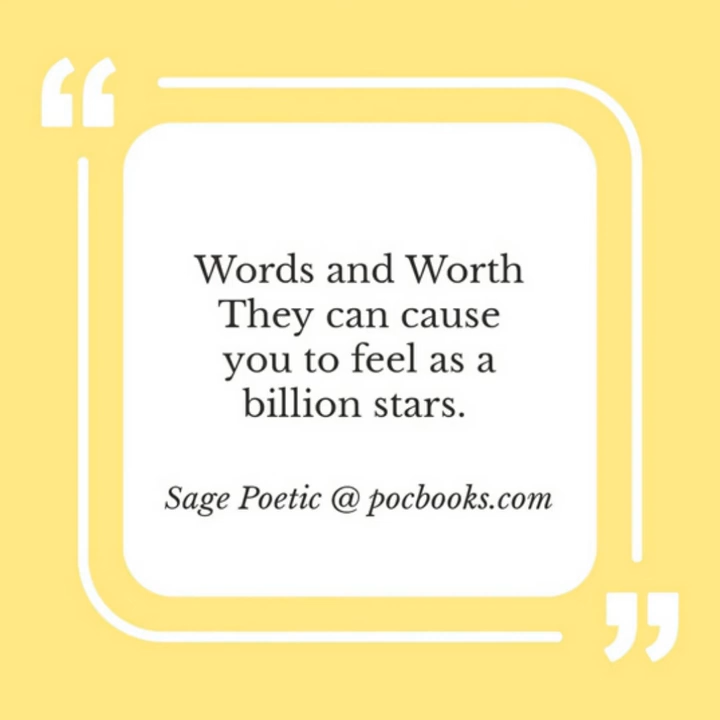 Words and Worth
They can cause
you to feel as a
billion stars.
Sage Poetic @ pocbooks.com